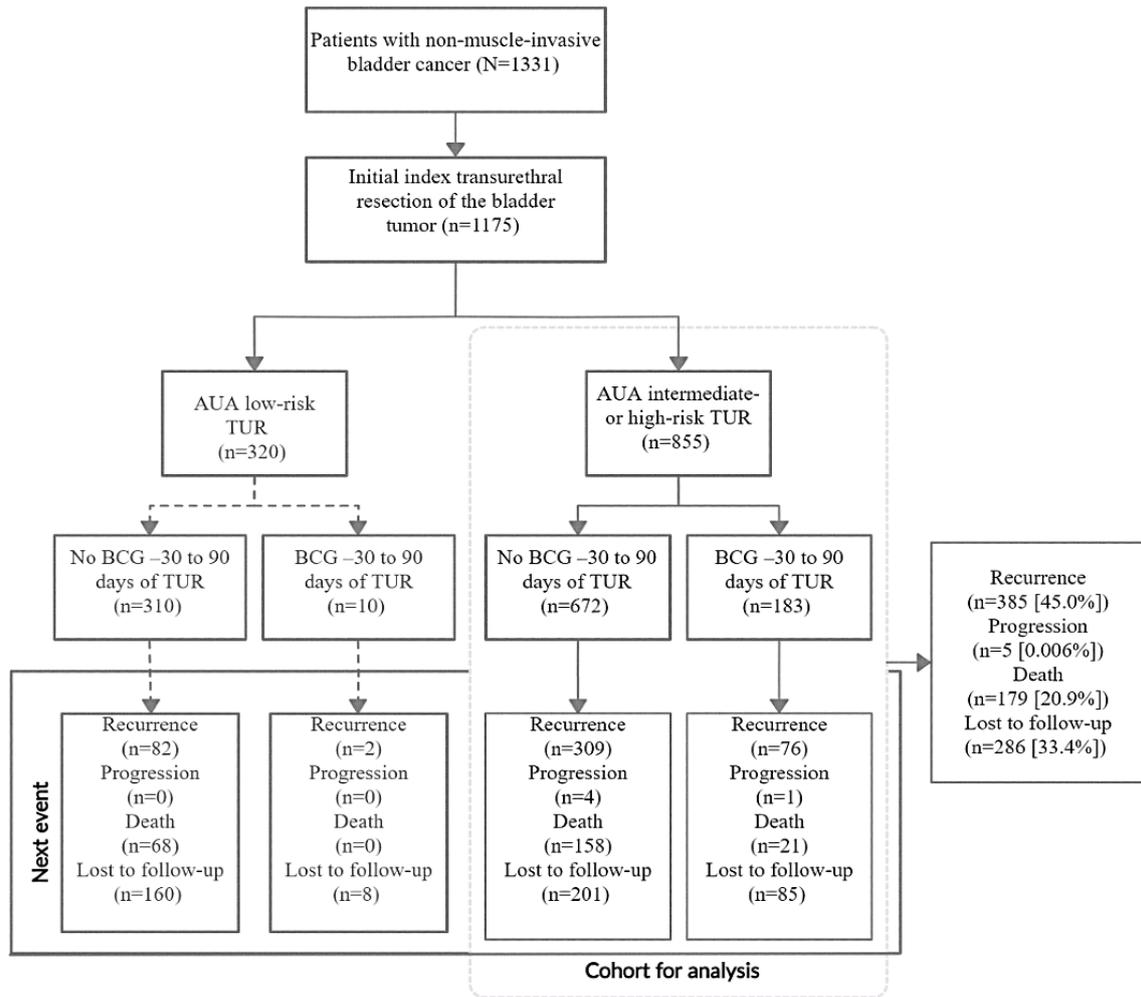 Patients with non-muscle-invasive
bladder cancer (N=1331)
Initial index transurethral
resection of the bladder
tumor (n=1175)
AUA low-risk
TUR
(n=320)
AUA intermediate-
or high-risk TUR
(n=855)
No BCG –30 to 90
days of TUR
(n=310)
BCG –30 to 90
days of TUR
(n=10)
No BCG –30 to 90
days of TUR
(n=672)
BCG –30 to 90
days of TUR
(n=183)
Recurrence
(n=385 [45.0%])
Progression
(n=5 [0.006%])
Death
(n=179 [20.9%])
Lost to follow-up
(n=286 [33.4%])
Next event
Recurrence
(n=82)
Progression
(n=0)
Death
(n=68)
Lost to follow-up
(n=160)
Recurrence
(n=2)
Progression
(n=0)
Death
(n=0)
Lost to follow-up
(n=8)
Recurrence
(n=309)
Progression
(n=4)
Death
(n=158)
Lost to follow-up
(n=201)
Recurrence
(n=76)
Progression
(n=1)
Death
(n=21)
Lost to follow-up
(n=85)
Cohort for analysis